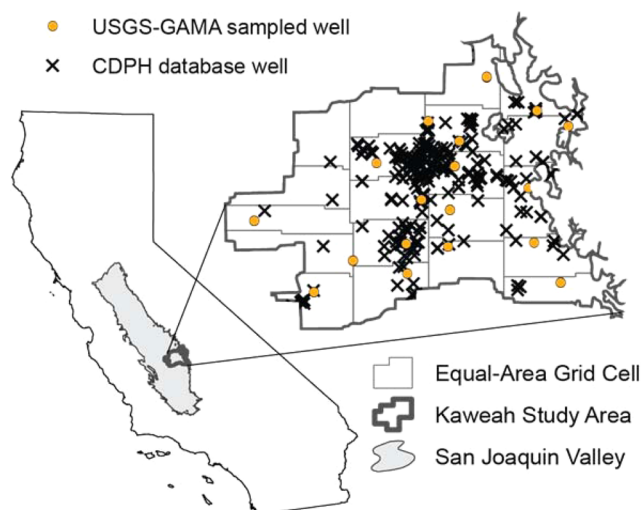 USGS-GAMA sampled well
CDPH database well
Equal-Area Grid Cell
Kaweah Study Area
San Joaquin Valley